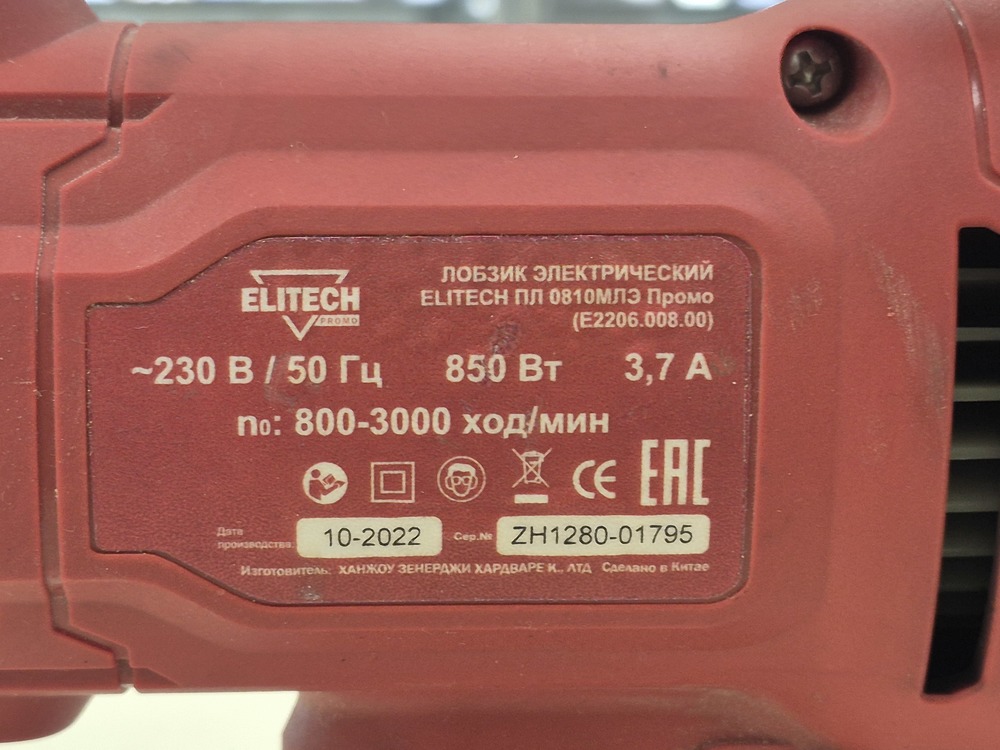 ELITECH
PROMO
ЛОБЗИК ЭЛЕКТРИЧЕСКИЙ
ELITECH ПЛ 0810МЛЭ Промо
(E2206.008.00)
~230 В / 50 Гц 850 Вт 3,7 А
n₀: 800-3000 ход/мин
CE EAC
Дата
производства: 10-2022 Сер.№ ZH1280-01795
Изготовитель: ХАНЖОУ ЗЕНЕРДЖИ ХАРДВАРЕ К., ЛТД Сделано в Китае